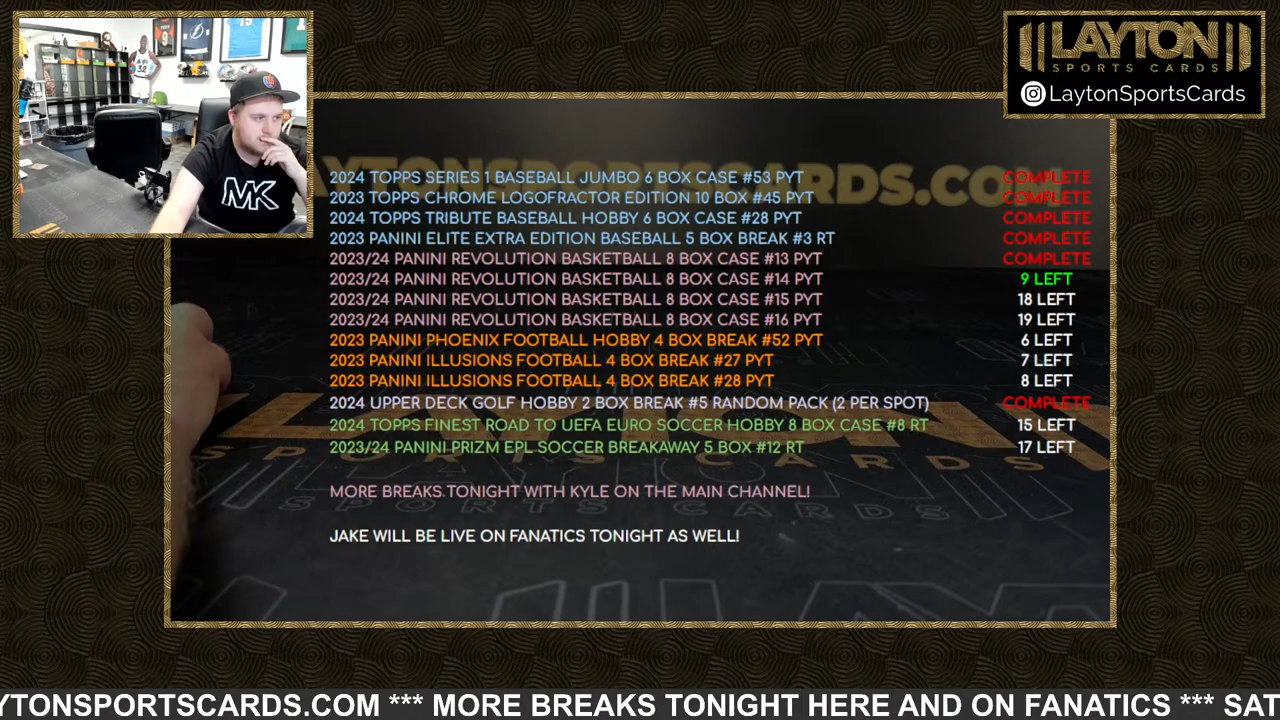 LAYTON
SPORTS CARDS
LaytonSportsCards
LAYTONSPORTSCARDS.CO
2024 TOPPS SERIES 1 BASEBALL JUMBO 6 BOX CASE #53 PYT COMPLETE
2023 TOPPS CHROME LOGOFRACTOR EDITION 10 BOX #45 PYT COMPLETE
2024 TOPPS TRIBUTE BASEBALL HOBBY 6 BOX CASE #28 PYT COMPLETE
2023 PANINI ELITE EXTRA EDITION BASEBALL 5 BOX BREAK #3 RT COMPLETE
2023/24 PANINI REVOLUTION BASKETBALL 8 BOX CASE #13 PYT COMPLETE
2023/24 PANINI REVOLUTION BASKETBALL 8 BOX CASE #14 PYT 9 LEFT
2023/24 PANINI REVOLUTION BASKETBALL 8 BOX CASE #15 PYT 18 LEFT
2023/24 PANINI REVOLUTION BASKETBALL 8 BOX CASE #16 PYT 19 LEFT
2023 PANINI PHOENIX FOOTBALL HOBBY 4 BOX BREAK #52 PYT 6 LEFT
2023 PANINI ILLUSIONS FOOTBALL 4 BOX BREAK #27 PYT 7 LEFT
2023 PANINI ILLUSIONS FOOTBALL 4 BOX BREAK #28 PYT 8 LEFT
2024 UPPER DECK GOLF HOBBY 2 BOX BREAK #5 RANDOM PACK (2 PER SPOT) COMPLETE
2024 TOPPS FINEST ROAD TO UEFA EURO SOCCER HOBBY 8 BOX CASE #8 RT 15 LEFT
2023/24 PANINI PRIZM EPL SOCCER BREAKAWAY 5 BOX #12 RT 17 LEFT
MORE BREAKS TONIGHT WITH KYLE ON THE MAIN CHANNEL!
JAKE WILL BE LIVE ON FANATICS TONIGHT AS WELL!
MK
SPORTS CARDS
YTONSPORTSCARDS.COM *** MORE BREAKS TONIGHT HERE AND ON FANATICS *** SAT